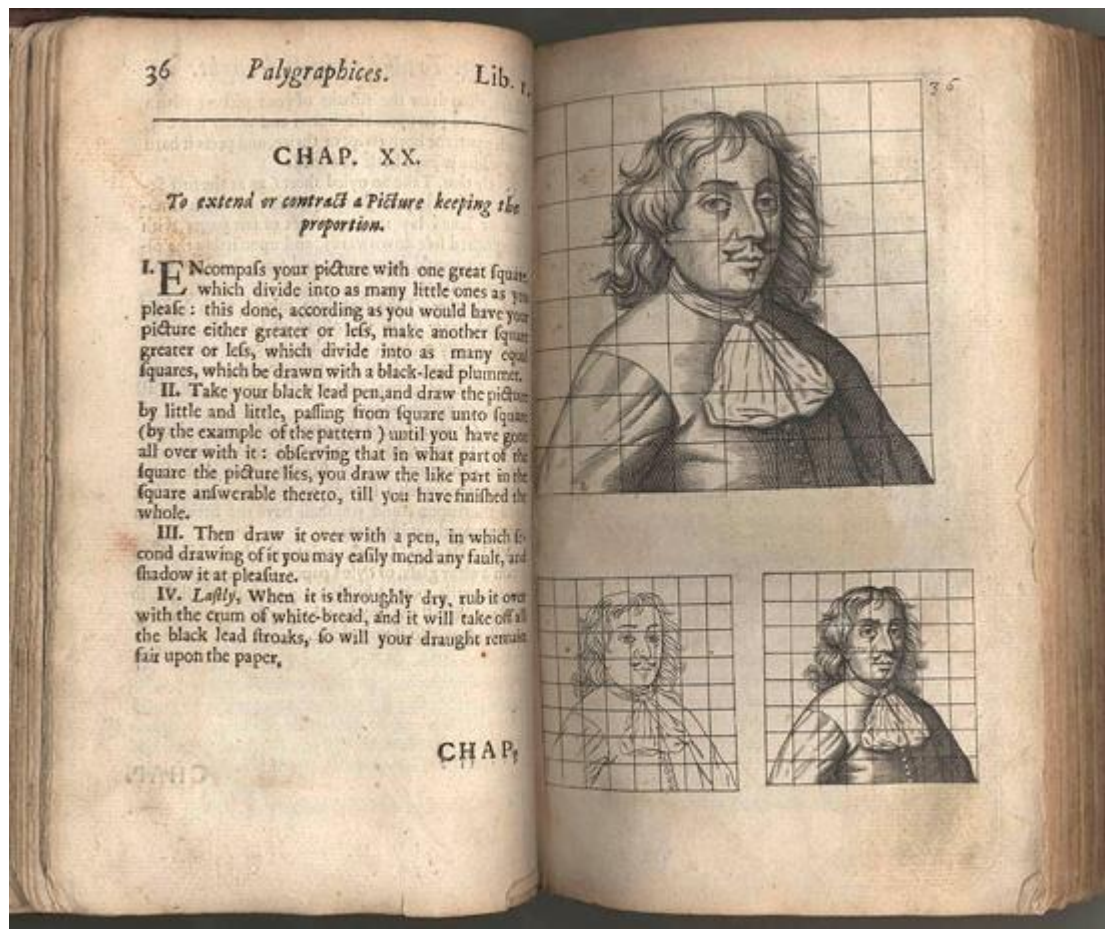 36 Palygraphices. Lib. 1.
CHAP. XX.
To extend or contract a Picture keeping the
proportion.
I. ENcompaſs your picture with one great ſquare,
which divide into as many little ones as you
pleaſe : this done, according as you would have your
picture either greater or leſs, make another ſquare
greater or leſs, which divide into as many equal
ſquares, which be drawn with a black-lead plummet.
II. Take your black lead pen,and draw the picture
by little and little, paſſing from ſquare unto ſquare
(by the example of the pattern ) until you have gone
all over with it : obſerving that in what part of the
ſquare the picture lies, you draw the like part in the
ſquare anſwerable thereto, till you have finiſhed the
whole.
III. Then draw it over with a pen, in which ſe-
cond drawing of it you may eaſily mend any fault, and
ſhadow it at pleaſure.
IV. Laſtly, When it is throughly dry, rub it over
with the crum of white-bread, and it will take off all
the black lead ſtroaks, ſo will your draught remain
fair upon the paper,
CHAP.
36